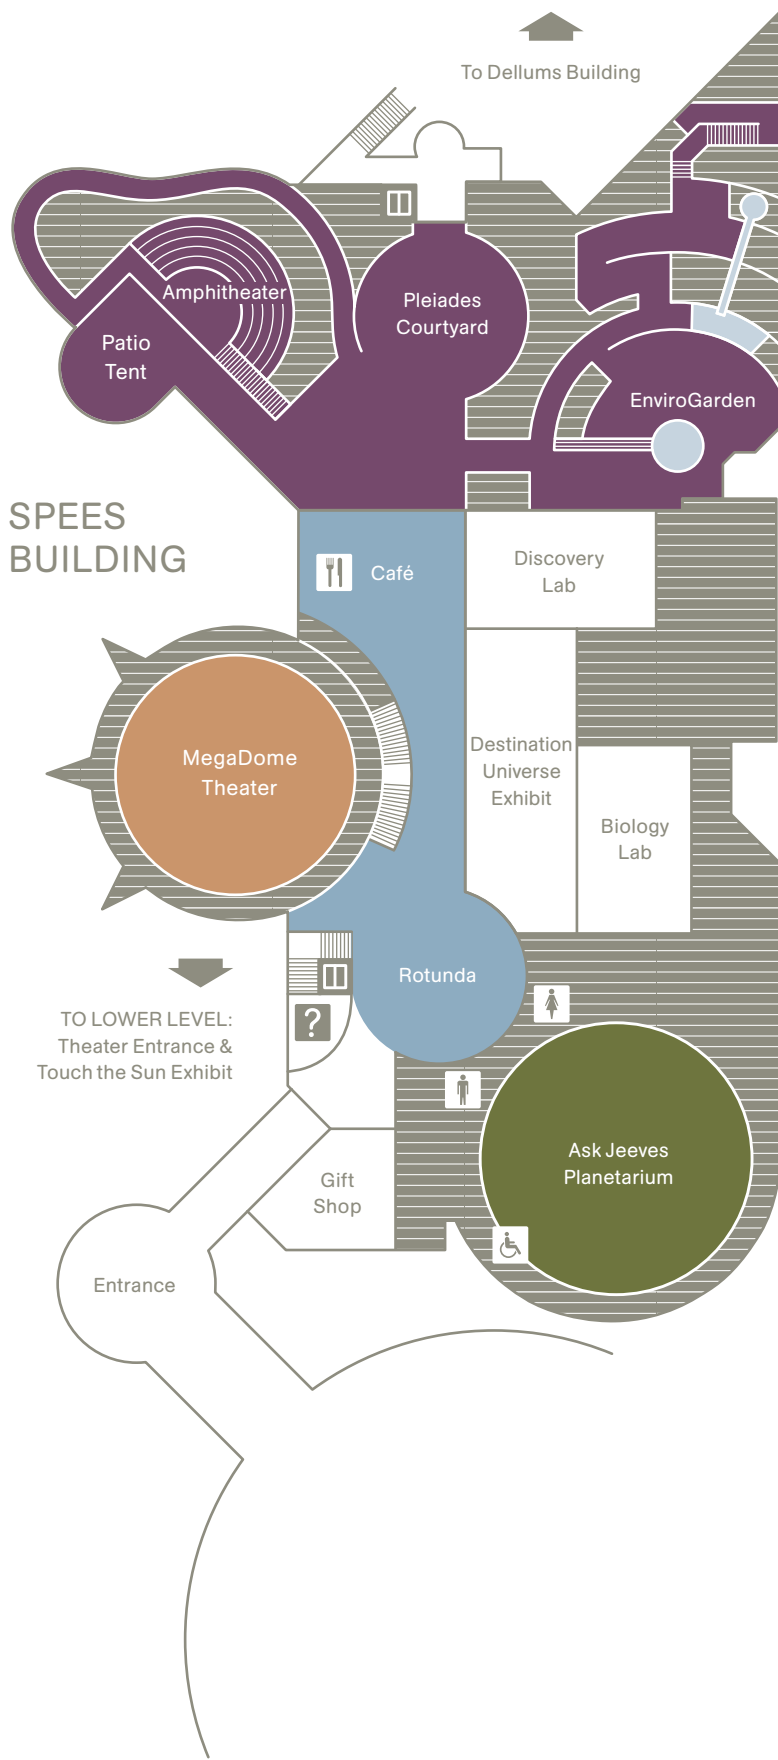 To Dellums Building
Amphitheater
Pleiades
Courtyard
Patio
Tent
EnviroGarden
SPEES
BUILDING
Café
Discovery
Lab
MegaDome
Theater
Destination
Universe
Exhibit
Biology
Lab
Rotunda
TO LOWER LEVEL:
Theater Entrance &
Touch the Sun Exhibit
?
Ask Jeeves
Planetarium
Gift
Shop
Entrance